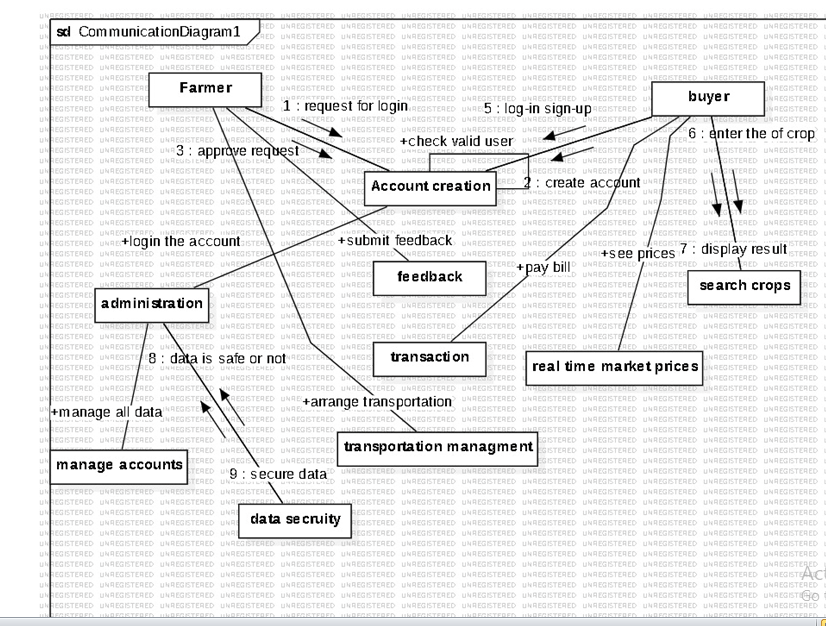 sd CommunicationDiagram1
Farmer
buyer
1 : request for login
5 : log-in sign-up
6 : enter the of crop
+check valid user
3 : approve request
Account creation
2 : create account
+login the account
+submit feedback
+see prices
7 : display result
+pay bill
feedback
search crops
administration
transaction
8 : data is safe or not
real time market prices
+arrange transportation
+manage all data
transportation managment
manage accounts
9 : secure data
data secruity
UNREGISTERED